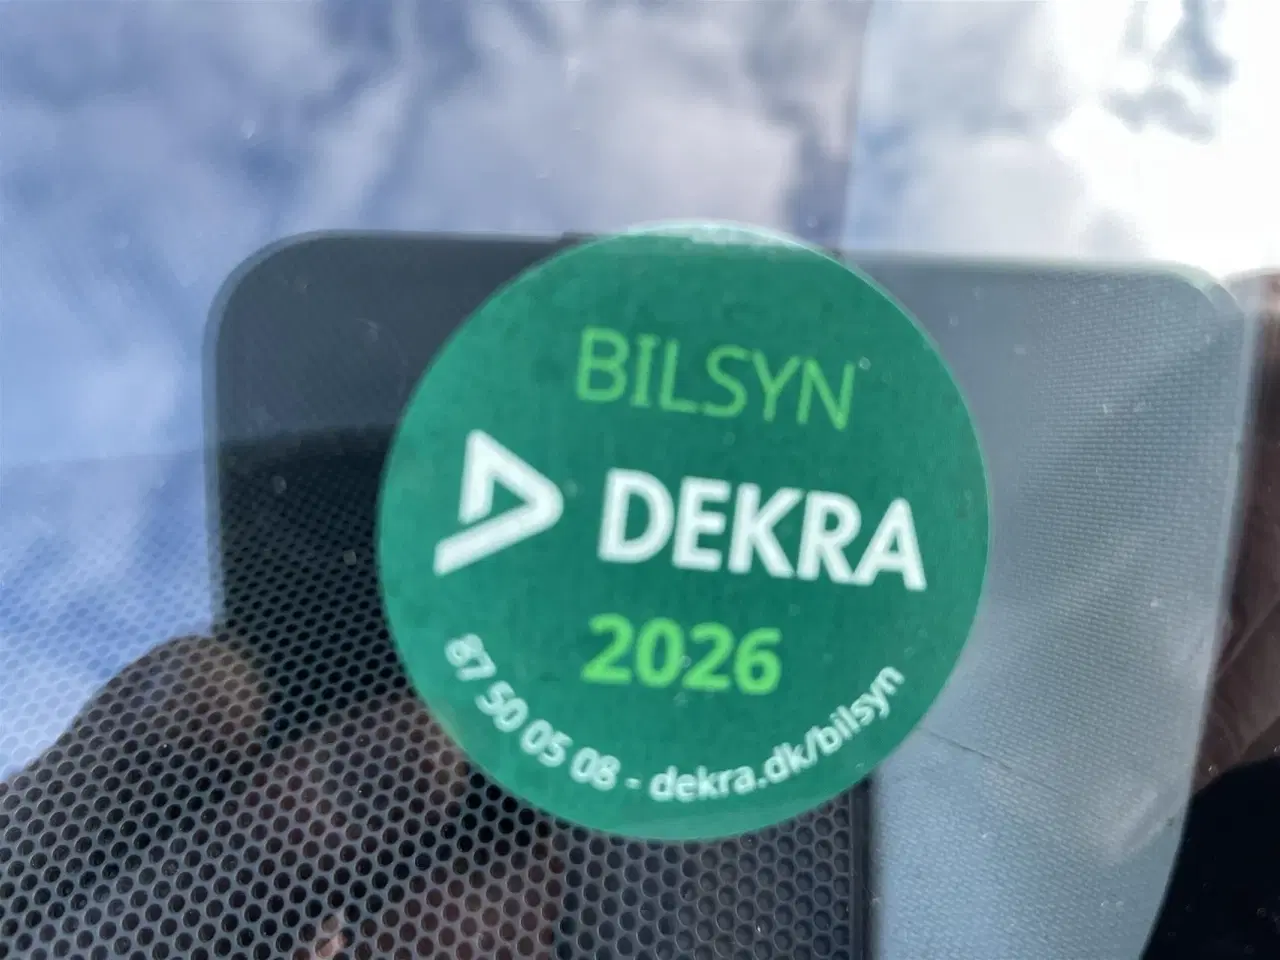 BILSYN
DEKRA
2026
87 50 05 08 - dekra.dk/bilsyn